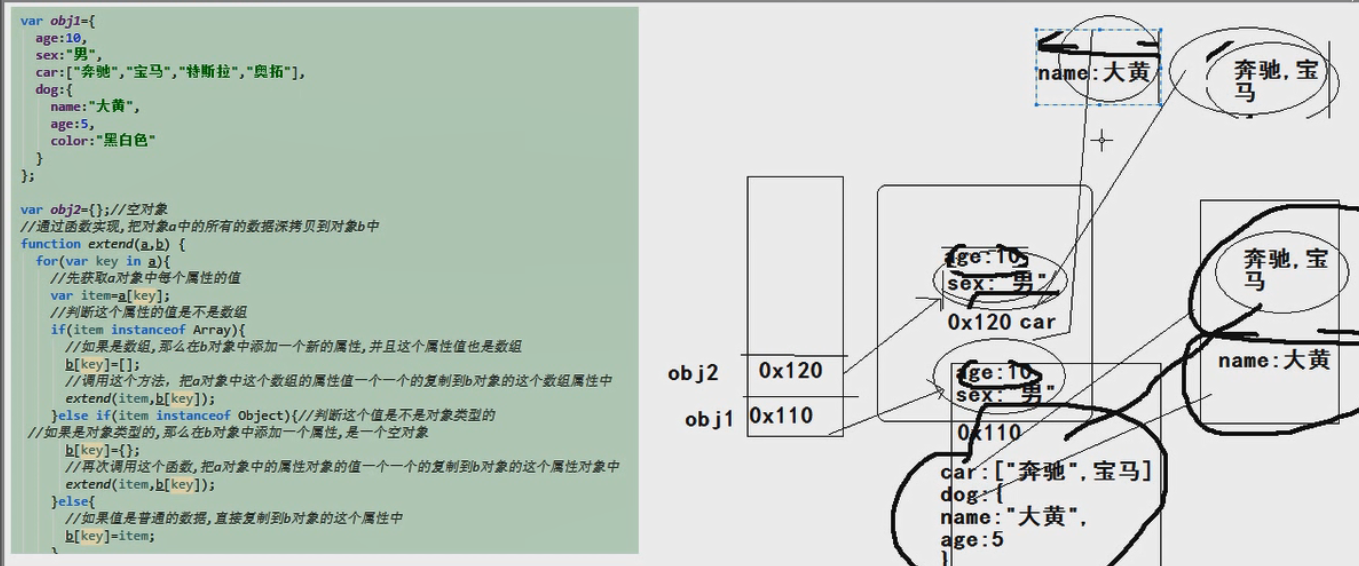 var obj1={
age:10,
sex:"男",
car:["奔驰","宝马","特斯拉","奥拓"],
dog:{
name:"大黄",
age:5,
color:"黑白色"
}
};
var obj2={};//空对象
//通过函数实现,把对象a中的所有的数据深拷贝到对象b中
function extend(a,b) {
for(var key in a){
//先获取a对象中每个属性的值
var item=a[key];
//判断这个属性的值是不是数组
if(item instanceof Array){
//如果是数组,那么在b对象中添加一个新的属性,并且这个属性值也是数组
b[key]=[];
//调用这个方法，把a对象中这个数组的属性值一个一个的复制到b对象的这个数组属性中
extend(item,b[key]);
}else if(item instanceof Object){//判断这个值是不是对象类型的
//如果是对象类型的,那么在b对象中添加一个属性,是一个空对象
b[key]={};
//再次调用这个函数,把a对象中的属性对象的值一个一个的复制到b对象的这个属性对象中
extend(item,b[key]);
}else{
//如果值是普通的数据,直接复制到b对象的这个属性中
b[key]=item;
}
name:大黄
奔驰,宝
马
age:10
sex: "男"
0x120 car
obj2
0x120
obj1
0x110
age:10
sex: "男"
0x110
car:["奔驰",宝马]
dog:{
name:"大黄",
age:5
}
奔驰,宝
马
name:大黄